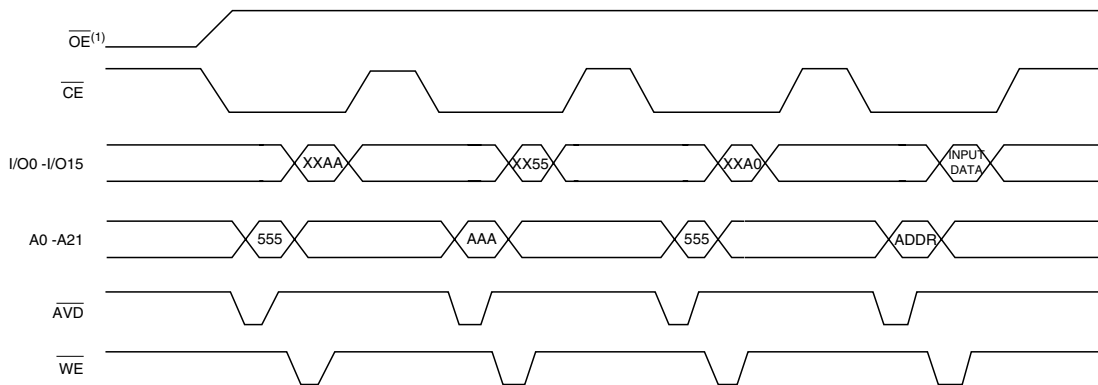 OE(1)
CE
I/O0 -I/O15
XXAA
XX55
XXA0
INPUT
DATA
A0 -A21
555
AAA
555
ADDR
AVD
WE